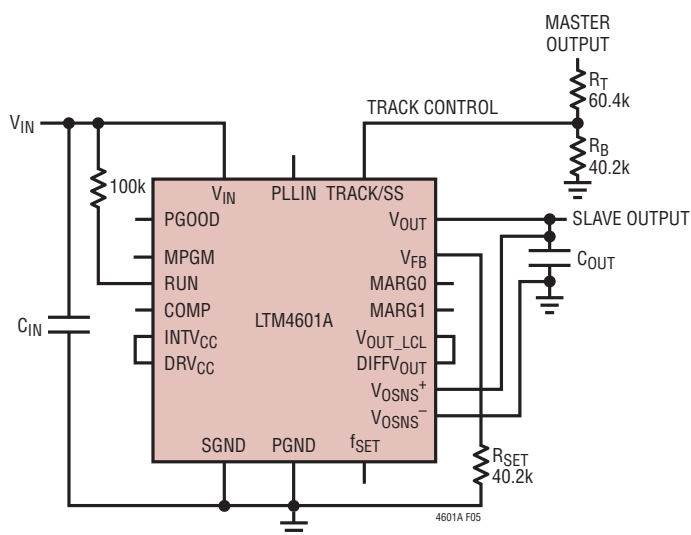 MASTER
OUTPUT
R_T
60.4k
TRACK CONTROL
R_B
40.2k
V_IN
100k
V_IN PLLIN TRACK/SS
PGOOD
V_OUT
SLAVE OUTPUT
MPGM
V_FB
C_OUT
RUN
MARG0
COMP
MARG1
LTM4601A
C_IN
INTV_CC
V_OUT_LCL
DRV_CC
DIFFV_OUT
V_OSNS^+
V_OSNS^–
SGND PGND f_SET
R_SET
40.2k
4601A F05